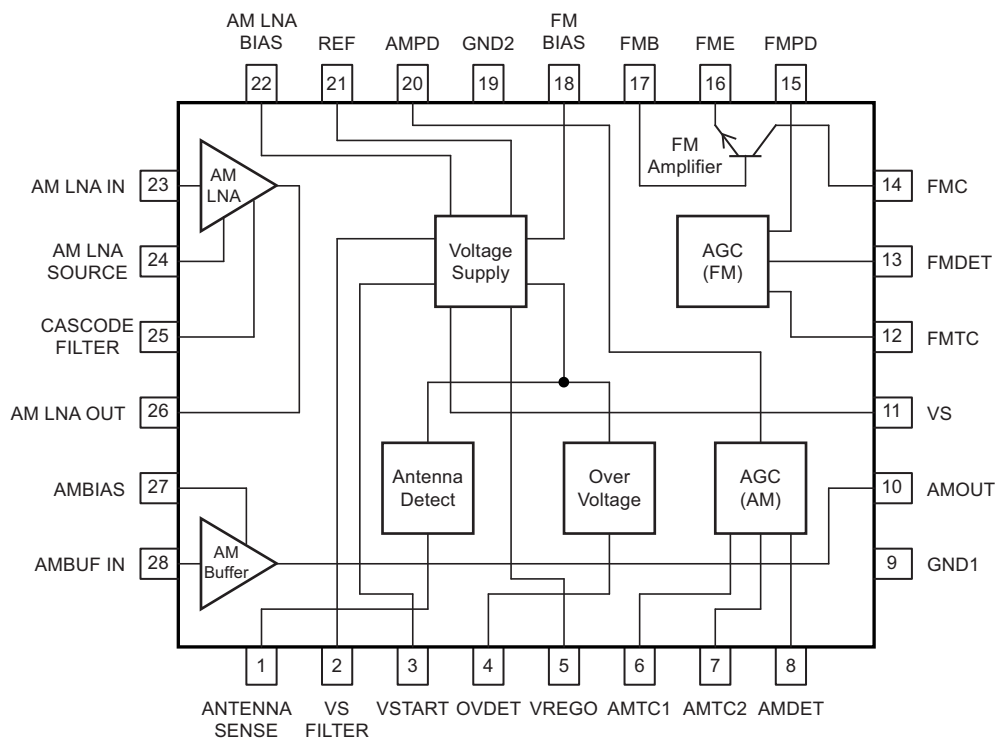 AM LNA
BIAS
REF
AMPD
GND2
FM
BIAS
FMB
FME
FMPD
22
21
20
19
18
17
16
15
AM LNA IN
23
AM
LNA
FM
Amplifier
14
FMC
AM LNA
SOURCE
24
Voltage
Supply
AGC
(FM)
13
FMDET
CASCODE
FILTER
25
12
FMTC
AM LNA OUT
26
11
VS
AMBIAS
27
Antenna
Detect
Over
Voltage
AGC
(AM)
10
AMOUT
AMBUF IN
28
AM
Buffer
9
GND1
1
2
3
4
5
6
7
8
ANTENNA
SENSE
VS
FILTER
VSTART
OVDET
VREGO
AMTC1
AMTC2
AMDET